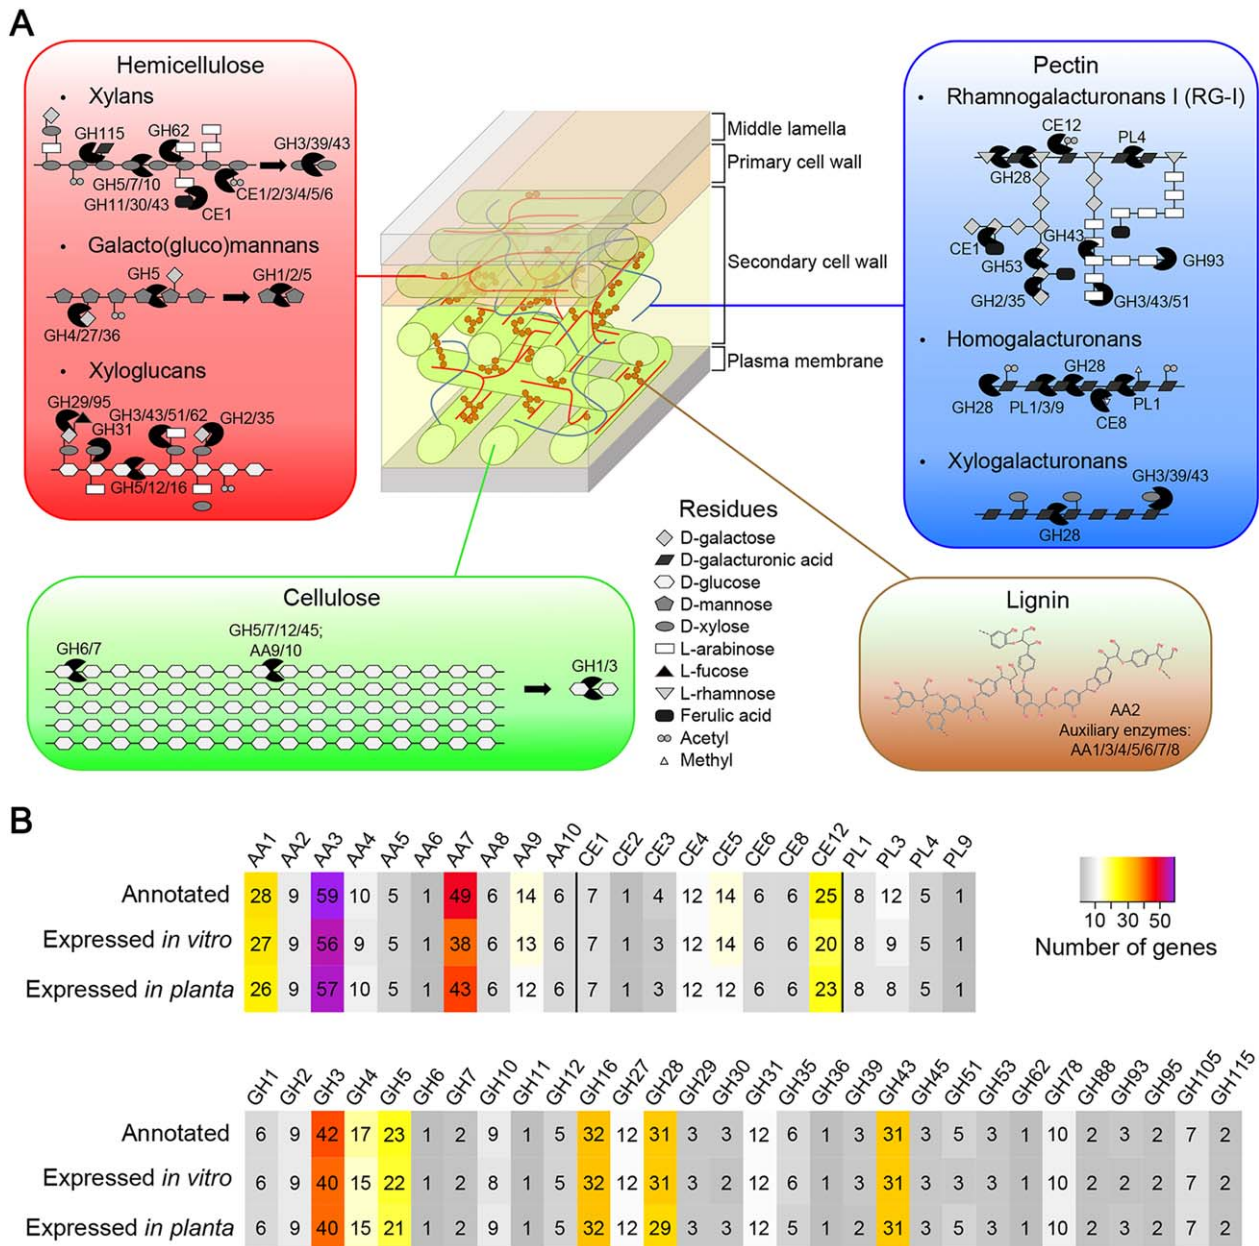 A
Hemicellulose
• Xylans
GH115
GH62
GH3/39/43
GH5/7/10
GH11/30/43
CE1/2/3/4/5/6
CE1
• Galacto(gluco)mannans
GH5
GH1/2/5
GH4/27/36
• Xyloglucans
GH29/95
GH3/43/51/62
GH2/35
GH31
GH5/12/16
Middle lamella
Primary cell wall
Secondary cell wall
Plasma membrane
Pectin
• Rhamnogalacturonans I (RG-I)
CE12
PL4
GH28
CE1
GH43
GH53
GH93
GH2/35
GH3/43/51
• Homogalacturonans
GH28
GH28
PL1/3/9
PL1
CE8
• Xylogalacturonans
GH3/39/43
GH28
Residues
D-galactose
D-galacturonic acid
D-glucose
D-mannose
D-xylose
L-arabinose
L-fucose
L-rhamnose
Ferulic acid
Acetyl
Methyl
Cellulose
GH6/7
GH5/7/12/45;
AA9/10
GH1/3
Lignin
AA2
Auxiliary enzymes:
AA1/3/4/5/6/7/8
B
AA1 AA2 AA3 AA4 AA5 AA6 AA7 AA8 AA9 AA10 CE1 CE2 CE3 CE4 CE5 CE6 CE8 CE12 PL1 PL3 PL4 PL9
Annotated 28 9 59 10 5 1 49 6 14 6 7 1 4 12 14 6 6 25 8 12 5 1
Expressed in vitro 27 9 56 9 5 1 38 6 13 6 7 1 3 12 14 6 6 20 8 9 5 1
Expressed in planta 26 9 57 10 5 1 43 6 12 6 7 1 3 12 12 6 6 23 8 8 5 1
10 30 50
Number of genes
GH1 GH2 GH3 GH4 GH5 GH6 GH7 GH10 GH11 GH12 GH16 GH27 GH28 GH29 GH30 GH31 GH35 GH36 GH39 GH43 GH45 GH51 GH53 GH62 GH78 GH88 GH93 GH95 GH105 GH115
Annotated 6 9 42 17 23 1 2 9 1 5 32 12 31 3 3 12 6 1 3 31 3 5 3 1 10 2 3 2 7 2
Expressed in vitro 6 9 40 15 22 1 2 8 1 5 32 12 31 3 2 12 6 1 3 31 3 3 3 1 10 2 2 2 7 2
Expressed in planta 6 9 40 15 21 1 2 9 1 5 32 12 29 3 3 12 5 1 2 31 3 5 3 1 10 2 3 2 7 2